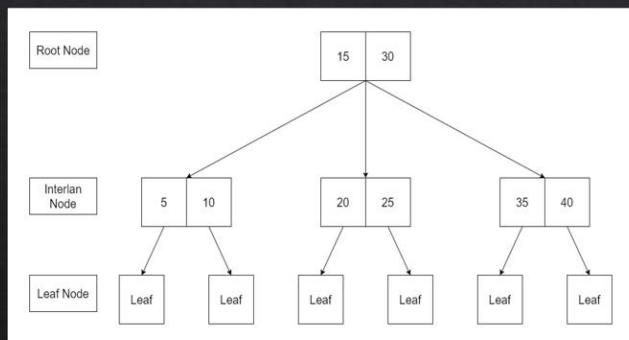 Root Node
15 30
Interlan
Node
5 10
20 25
35 40
Leaf Node
Leaf
Leaf
Leaf
Leaf
Leaf
Leaf